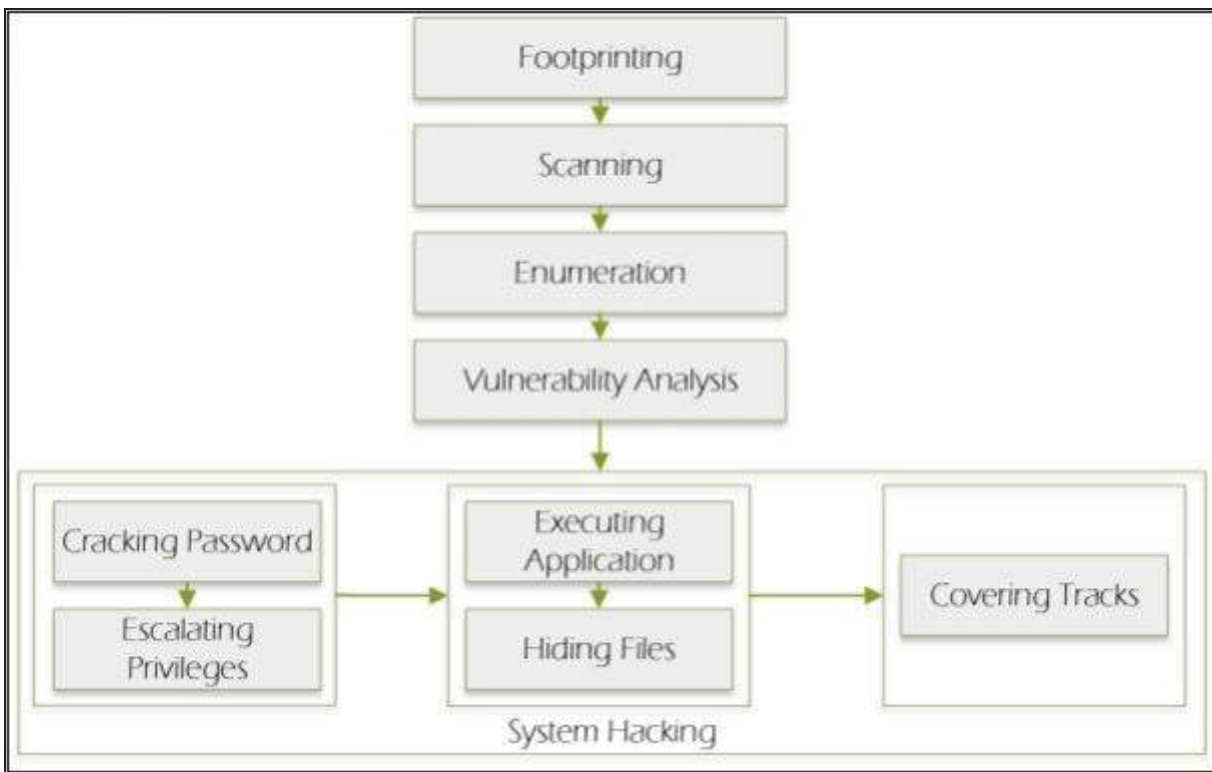 Footprinting
Scanning
Enumeration
Vulnerability Analysis
Cracking Password
Escalating
Privileges
Executing
Application
Hiding Files
Covering Tracks
System Hacking